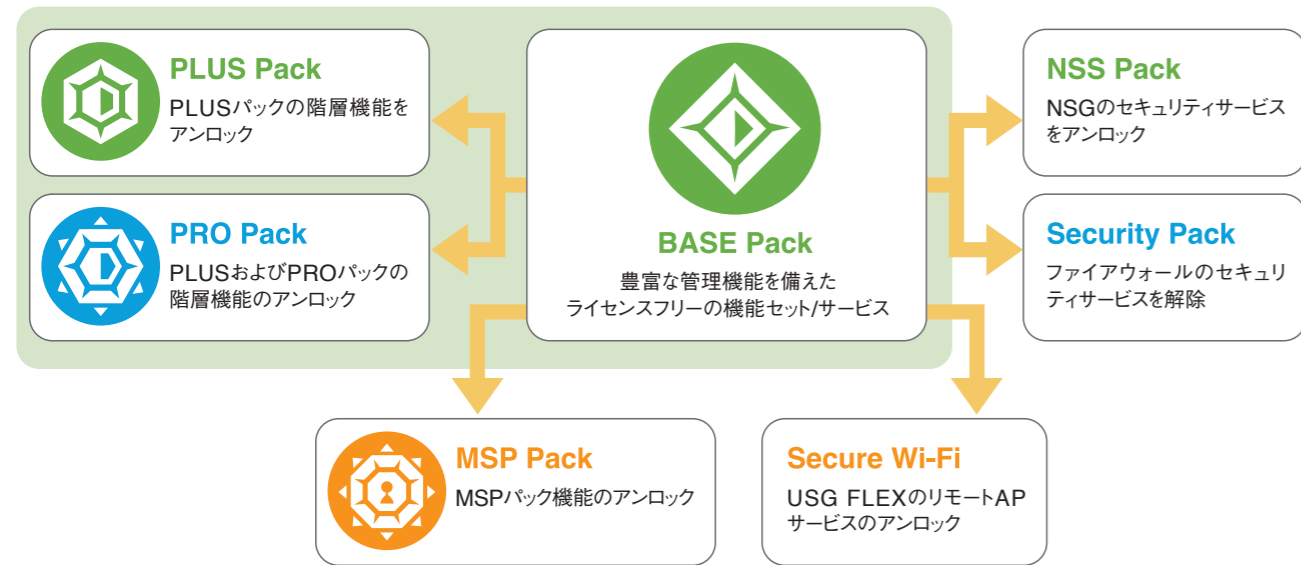 PLUS Pack
PLUSパックの階層機能を
アンロック
PRO Pack
PLUSおよびPROパックの
階層機能のアンロック
BASE Pack
豊富な管理機能を備えた
ライセンスフリーの機能セット/サービス
NSS Pack
NSGのセキュリティサービス
をアンロック
Security Pack
ファイアウォールのセキュリ
ティサービスを解除
MSP Pack
MSPパック機能のアンロック
Secure Wi-Fi
USG FLEXのリモートAP
サービスのアンロック